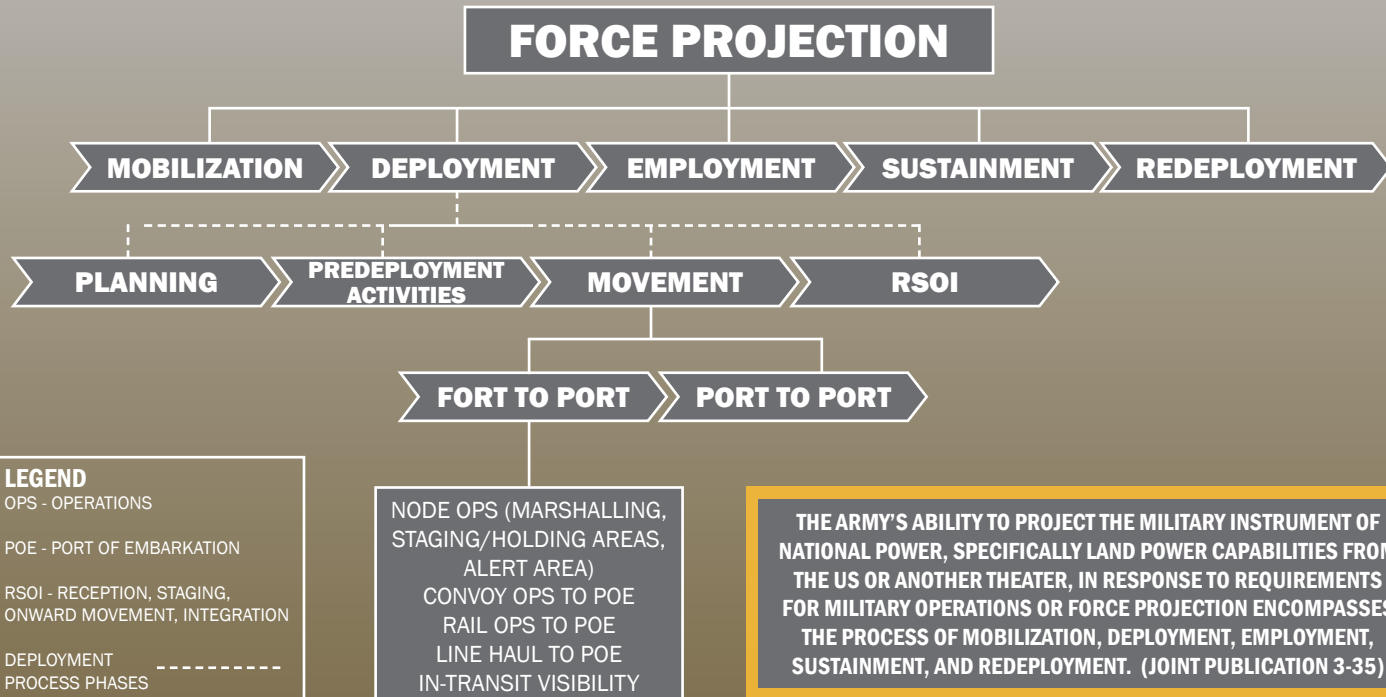 FORCE PROJECTION
MOBILIZATION
DEPLOYMENT
EMPLOYMENT
SUSTAINMENT
REDEPLOYMENT
PLANNING
PREDEPLOYMENT
ACTIVITIES
MOVEMENT
RSOI
FORT TO PORT
PORT TO PORT
LEGEND
OPS - OPERATIONS
POE - PORT OF EMBARKATION
RSOI - RECEPTION, STAGING,
ONWARD MOVEMENT, INTEGRATION
DEPLOYMENT
PROCESS PHASES
NODE OPS (MARSHALLING,
STAGING/HOLDING AREAS,
ALERT AREA)
CONVOY OPS TO POE
RAIL OPS TO POE
LINE HAUL TO POE
IN-TRANSIT VISIBILITY
THE ARMY'S ABILITY TO PROJECT THE MILITARY INSTRUMENT OF
NATIONAL POWER, SPECIFICALLY LAND POWER CAPABILITIES FROM
THE US OR ANOTHER THEATER, IN RESPONSE TO REQUIREMENTS
FOR MILITARY OPERATIONS OR FORCE PROJECTION ENCOMPASSES
THE PROCESS OF MOBILIZATION, DEPLOYMENT, EMPLOYMENT,
SUSTAINMENT, AND REDEPLOYMENT. (JOINT PUBLICATION 3-35)